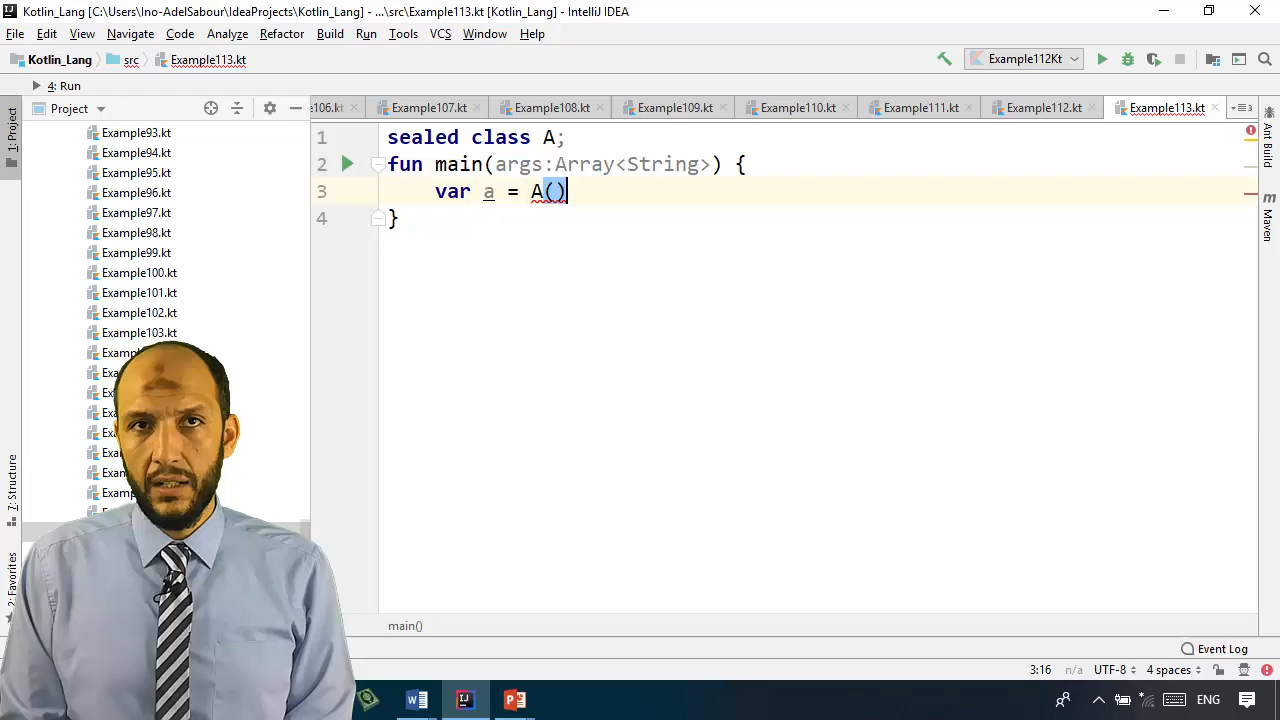 Kotlin_Lang [C:\Users\Ino-AdelSabour\IdeaProjects\Kotlin_Lang] - ...\src\Example113.kt [Kotlin_Lang] - IntelliJ IDEA
File Edit View Navigate Code Analyze Refactor Build Run Tools VCS Window Help
Kotlin_Lang src Example113.kt Example112Kt
4: Run
1: Project
Project
e106.kt Example107.kt Example108.kt Example109.kt Example110.kt Example111.kt Example112.kt Example113.kt
Example93.kt
Example94.kt
Example95.kt
Example96.kt
Example97.kt
Example98.kt
Example99.kt
Example100.kt
Example101.kt
Example102.kt
Example103.kt
1 sealed class A;
2 fun main(args:Array<String>) {
3 var a = A()
4 }
Ant Build
Maven
7: Structure
2: Favorites
main()
Event Log
3:16 n/a UTF-8 4 spaces
ENG